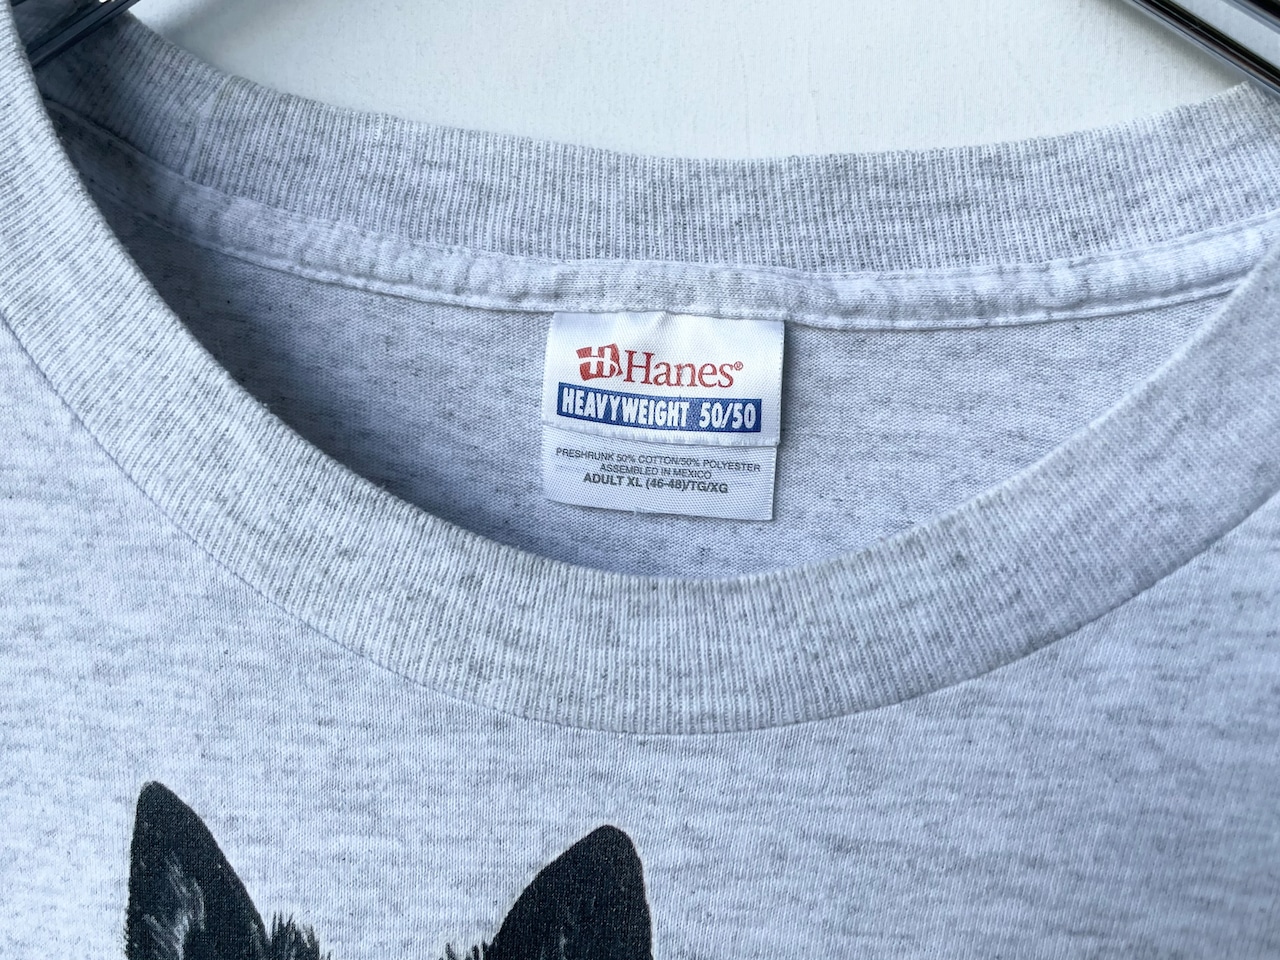 Hanes®
HEAVYWEIGHT 50/50
PRESHRUNK 50% COTTON/50% POLYESTER
ASSEMBLED IN MEXICO
ADULT XL (46-48)/TG/XG